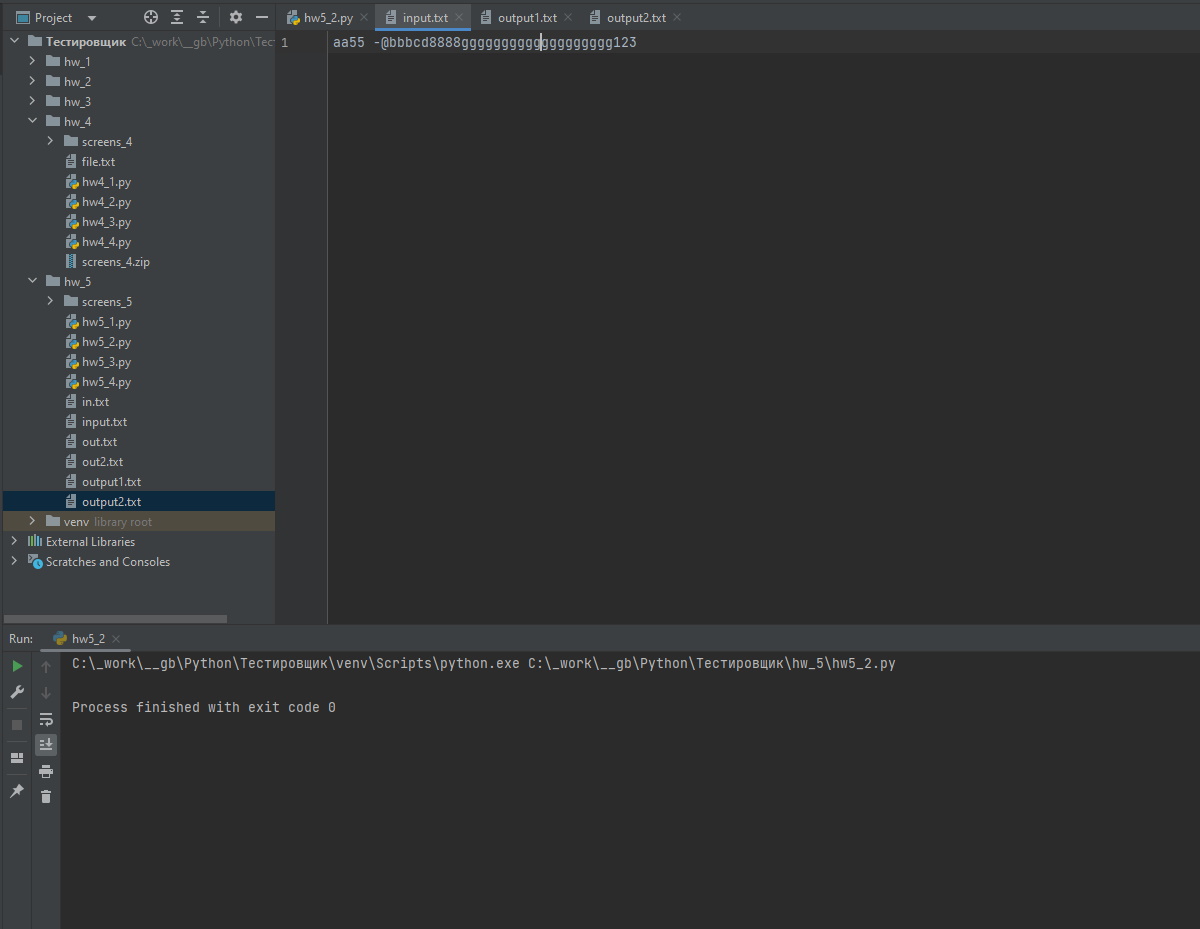 Project
hw5_2.py
input.txt
output1.txt
output2.txt
Тестировщик C:\_work\__gb\Python\Тес
hw_1
hw_2
hw_3
hw_4
screens_4
file.txt
hw4_1.py
hw4_2.py
hw4_3.py
hw4_4.py
screens_4.zip
hw_5
screens_5
hw5_1.py
hw5_2.py
hw5_3.py
hw5_4.py
in.txt
input.txt
out.txt
out2.txt
output1.txt
output2.txt
venv library root
External Libraries
Scratches and Consoles
1 aa55 -@bbbcd8888ggggggggggggggggggg123
Run: hw5_2
C:\_work\__gb\Python\Тестировщик\venv\Scripts\python.exe C:\_work\__gb\Python\Тестировщик\hw_5\hw5_2.py
Process finished with exit code 0